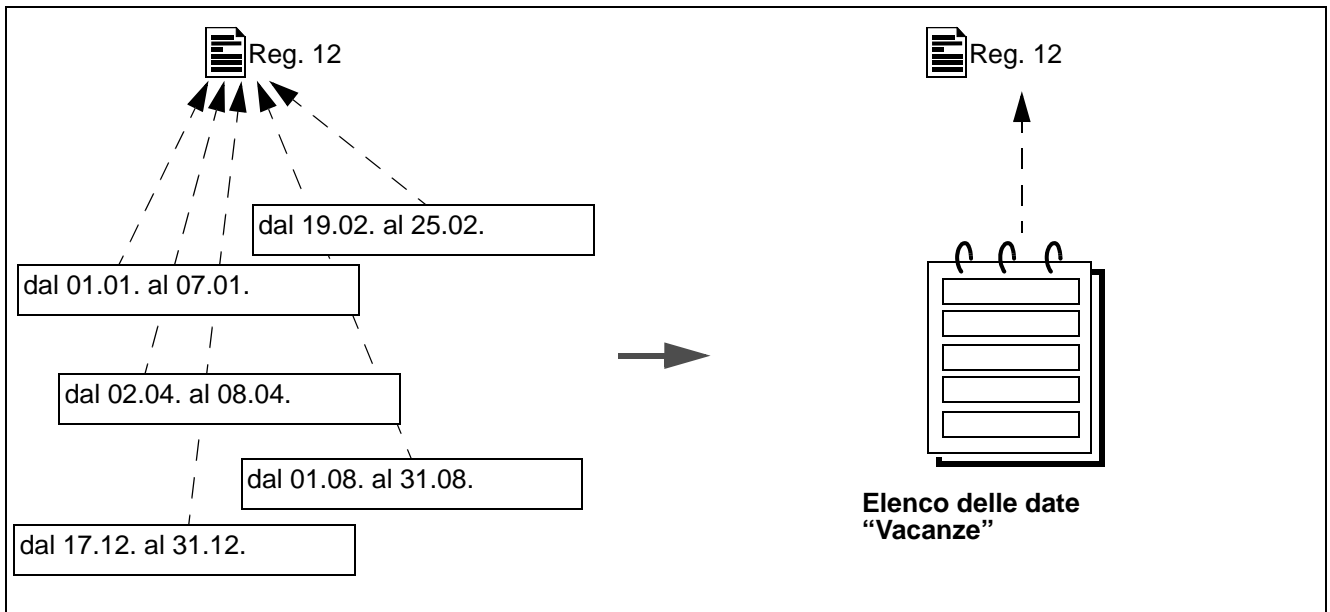 Reg. 12
Reg. 12
dal 19.02. al 25.02.
dal 01.01. al 07.01.
dal 02.04. al 08.04.
dal 01.08. al 31.08.
dal 17.12. al 31.12.
Elenco delle date
“Vacanze”